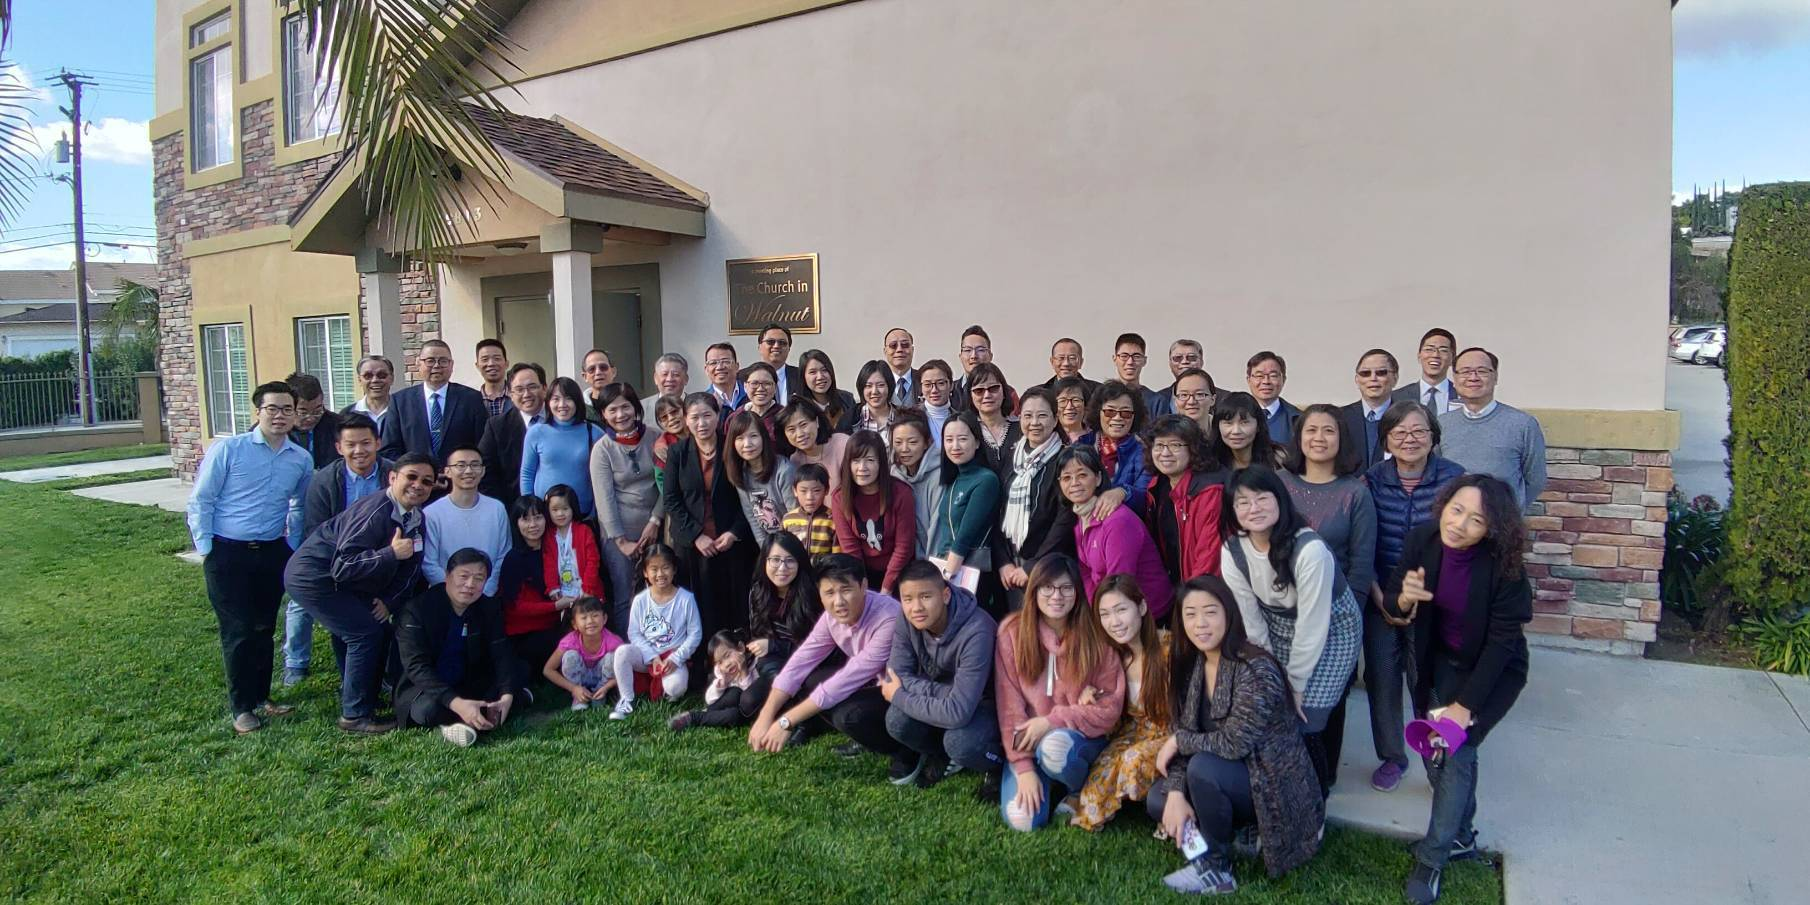 a meeting place of
The Church in
Walnut